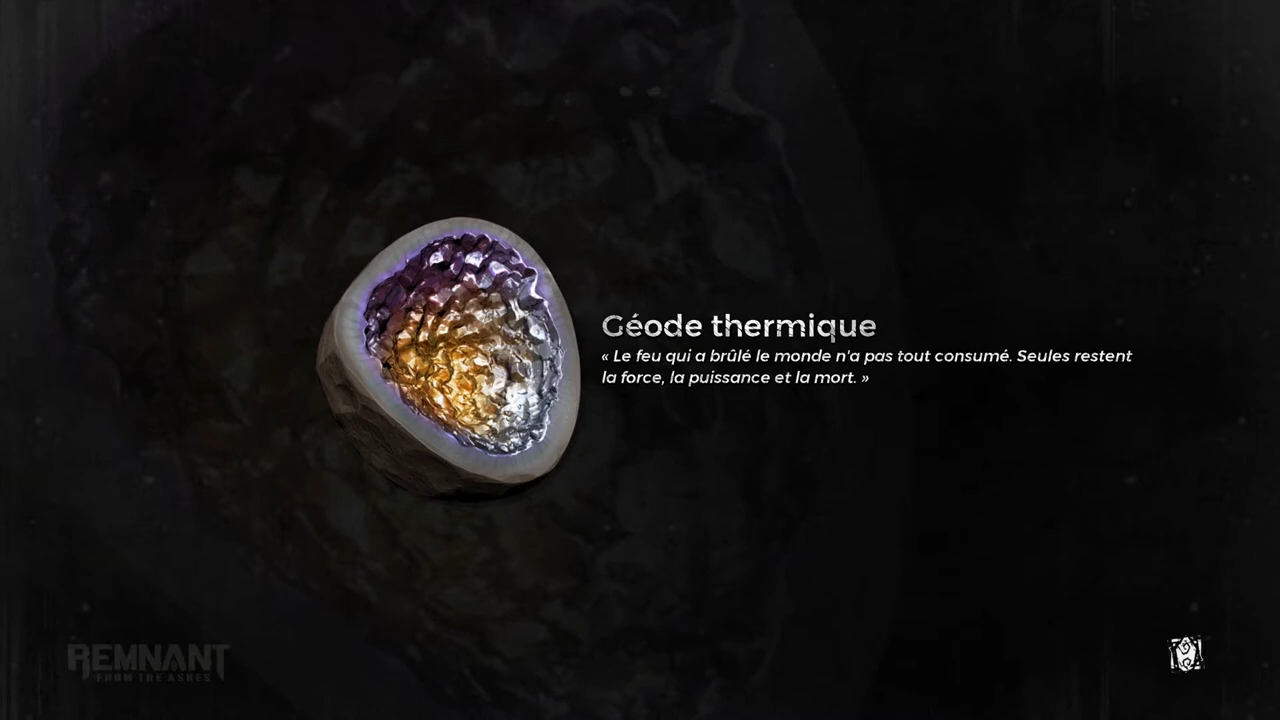 Géode thermique
« Le feu qui a brûlé le monde n'a pas tout consumé. Seules restent
la force, la puissance et la mort. »
REMNANT
FROM THE ASHES